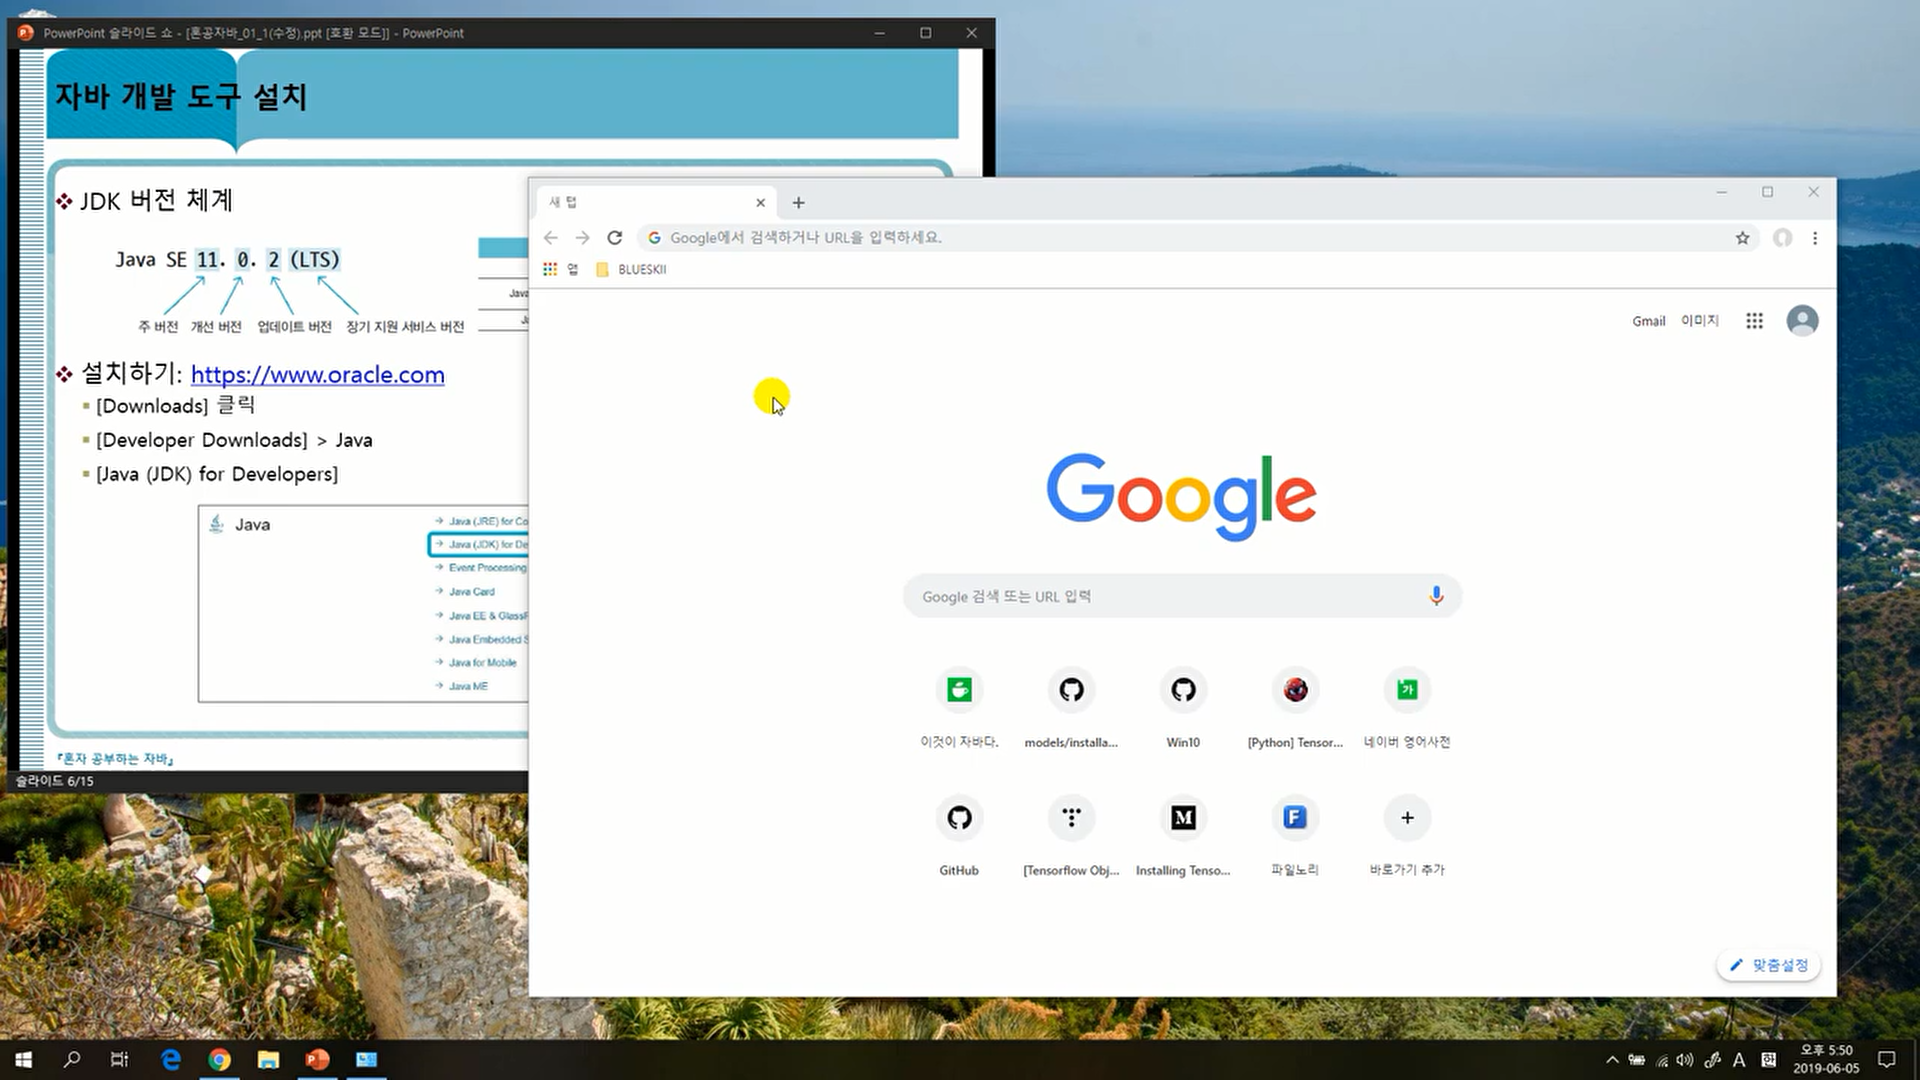 PowerPoint 슬라이드 쇼 - [혼공자바_01_1(수정).ppt [호환 모드]] - PowerPoint
자바 개발 도구 설치
❖ JDK 버전 체계
Java SE 11. 0. 2 (LTS)
주 버전 개선 버전 업데이트 버전 장기 지원 서비스 버전
❖ 설치하기: https://www.oracle.com
[Downloads] 클릭
[Developer Downloads] > Java
[Java (JDK) for Developers]
Java
Java (JRE) for Co
Java (JDK) for De
Event Processing
Java Card
Java EE & Glass
Java Embedded S
Java for Mobile
Java ME
『혼자 공부하는 자바』
슬라이드 6/15
새 탭
Google에서 검색하거나 URL을 입력하세요.
앱 BLUESKII
Gmail 이미지
Google
Google 검색 또는 URL 입력
이것이 자바다. models/installa... Win10 [Python] Tensor... 네이버 영어사전
GitHub [Tensorflow Obj... Installing Tenso... 파일노리 바로가기 추가
맞춤설정
A 한 오후 5:50
2019-06-05